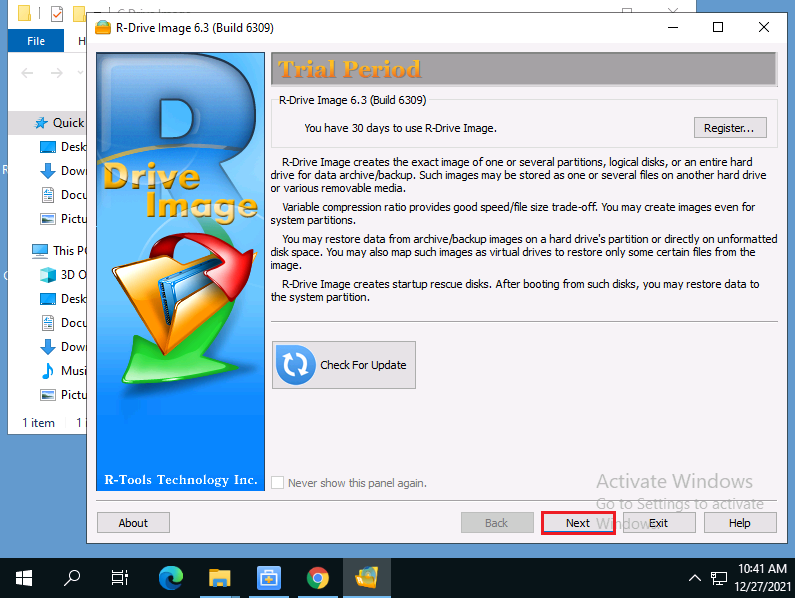 R-Drive Image 6.3 (Build 6309)
File
H
Quick
Desk
Down
Docu
Pictu
This PC
3D O
Desk
Docu
Down
Music
Pictu
1 item
1 i
Drive
Image
R-Tools Technology Inc.
Trial Period
R-Drive Image 6.3 (Build 6309)
You have 30 days to use R-Drive Image.
Register...
R-Drive Image creates the exact image of one or several partitions, logical disks, or an entire hard
drive for data archive/backup. Such images may be stored as one or several files on another hard drive
or various removable media.
Variable compression ratio provides good speed/file size trade-off. You may create images even for
system partitions.
You may restore data from archive/backup images on a hard drive's partition or directly on unformatted
disk space. You may also map such images as virtual drives to restore only some certain files from the
image.
R-Drive Image creates startup rescue disks. After booting from such disks, you may restore data to
the system partition.
Check For Update
Never show this panel again.
Activate Windows
Go to Settings to activate
Windows.
About
Back
Next
Exit
Help
10:41 AM
12/27/2021